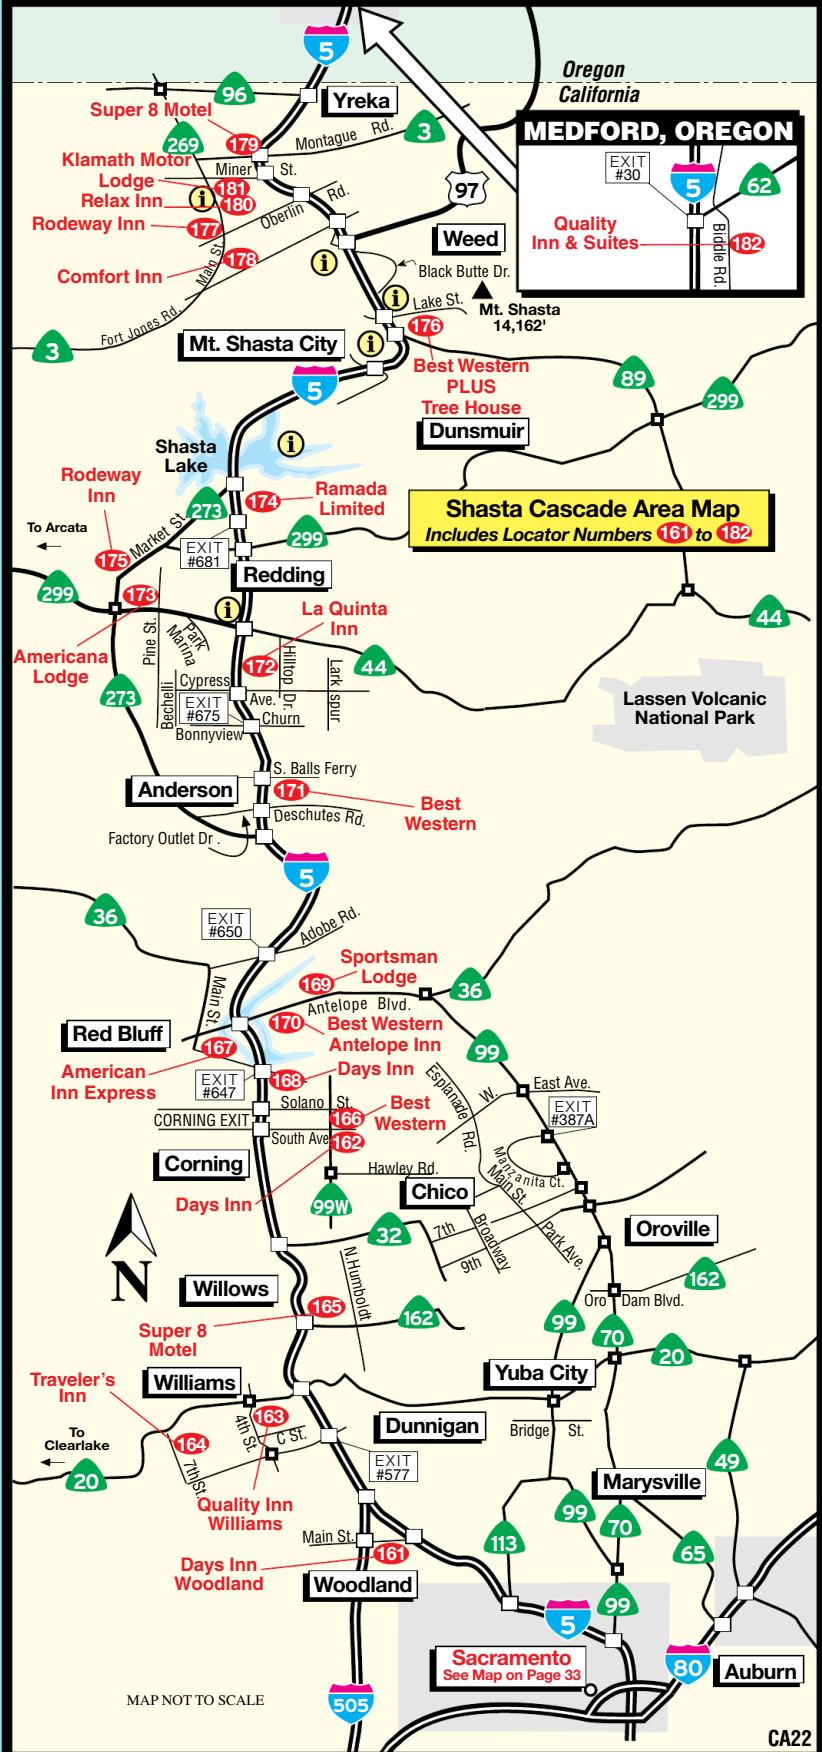 5
Oregon
California
96
Yreka
Super 8 Motel
269
179
Montague Rd.
3
MEDFORD, OREGON
EXIT
#30
5
62
Quality
Inn & Suites
182
Biddle Rd.
Klamath Motor
Lodge
Miner St.
181
Relax Inn
180
97
Rodeway Inn
177
Oberlin Rd.
Main St.
178
Comfort Inn
Weed
Black Butte Dr.
Lake St.
Mt. Shasta
14,162'
Fort Jones Rd.
3
176
Mt. Shasta City
Best Western
PLUS
Tree House
5
89
299
Dunsmuir
Shasta
Lake
Rodeway
Inn
273
174
Ramada
Limited
Shasta Cascade Area Map
Includes Locator Numbers 161 to 182
To Arcata
Market St.
175
EXIT
#681
299
Redding
299
173
La Quinta
Inn
44
Pine St.
Park
Marina
Americana
Lodge
172
Hilltop Dr.
Larkspur
44
273
Bechelli
Cypress
Ave.
EXIT
#675
Churn
Bonnyview
Lassen Volcanic
National Park
S. Balls Ferry
Anderson
171
Best
Western
Deschutes Rd.
Factory Outlet Dr .
5
36
EXIT
#650
Adobe Rd.
Main St.
Sportsman
Lodge
169
36
Antelope Blvd.
Red Bluff
170
Best Western
Antelope Inn
99
167
American
Inn Express
EXIT
#647
168
Days Inn
Esplanade
Rd.
W.
East Ave.
EXIT
#387A
Solano St.
CORNING EXIT
166
Best
Western
South Ave
162
Corning
Hawley Rd.
Manzanita Ct.
Main St.
Days Inn
99W
Chico
N
32
7th
9th
Broadway
Park Ave.
Oroville
162
Willows
N.Humboldt
165
162
Oro Dam Blvd.
99
70
Super 8
Motel
20
Traveler's
Inn
Williams
Yuba City
163
4th St.
C St.
Dunnigan
Bridge St.
To
Clearlake
164
20
7th St.
EXIT
#577
49
Quality Inn
Williams
Marysville
99
70
113
65
Main St.
161
Days Inn
Woodland
Woodland
99
5
Sacramento
See Map on Page 33
80
Auburn
MAP NOT TO SCALE
505
CA22